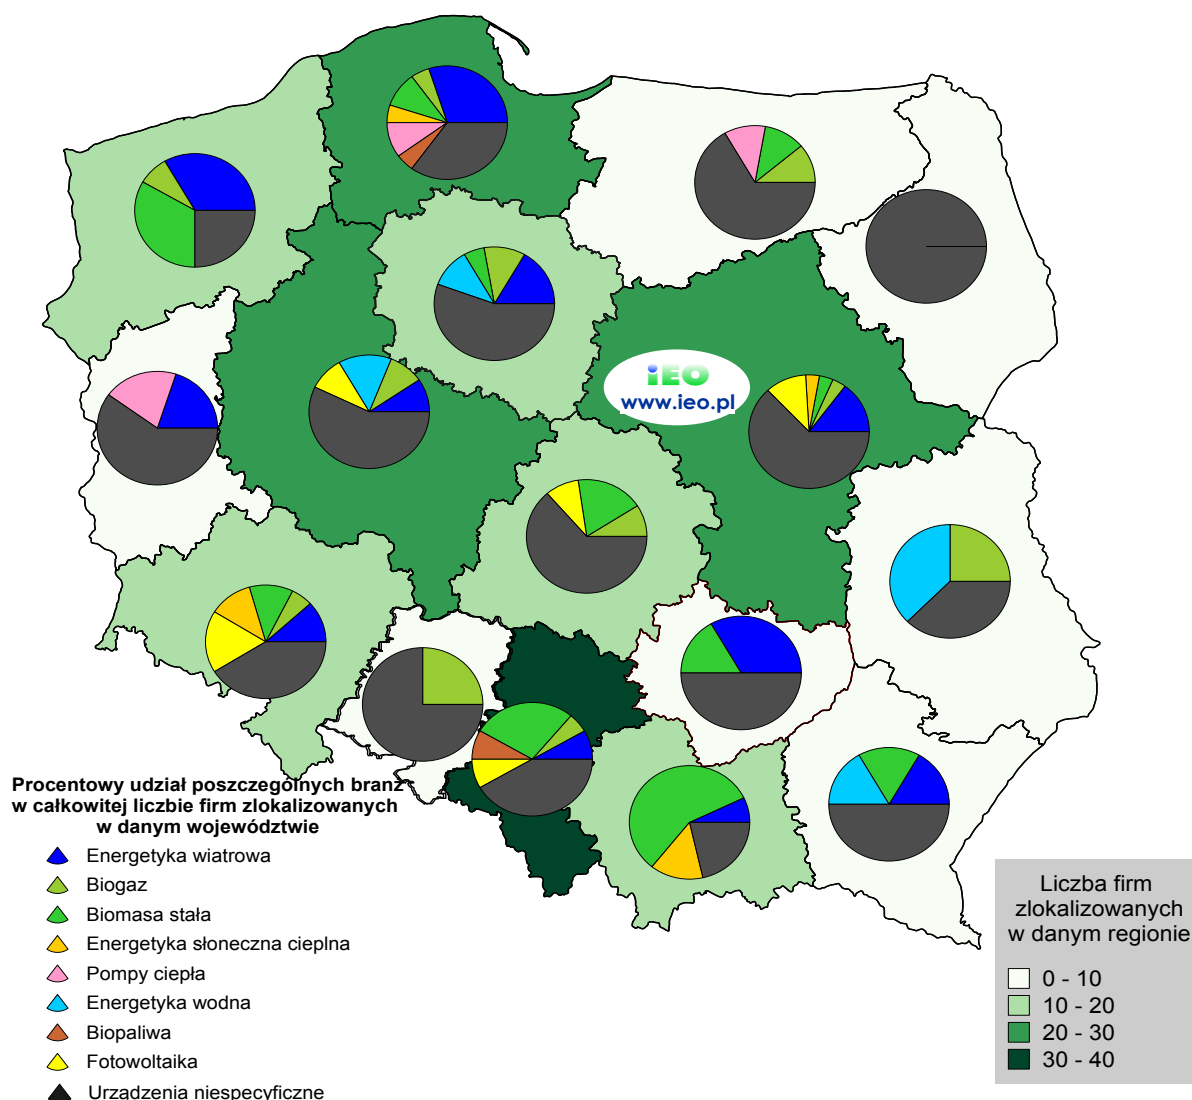 iEO
www.ieo.pl
Procentowy udział poszczególnych branż
w całkowitej liczbie firm zlokalizowanych
w danym województwie
Energetyka wiatrowa
Biogaz
Biomasa stała
Energetyka słoneczna cieplna
Pompy ciepła
Energetyka wodna
Biopaliwa
Fotowoltaika
Urządzenia niespecyficzne
Liczba firm
zlokalizowanych
w danym regionie
0 - 10
10 - 20
20 - 30
30 - 40